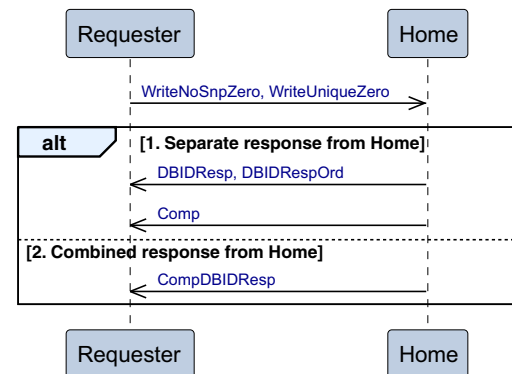 Requester Home
WriteNoSnpZero, WriteUniqueZero
alt [1. Separate response from Home]
DBIDResp, DBIDRespOrd
Comp
[2. Combined response from Home]
CompDBIDResp
Requester Home